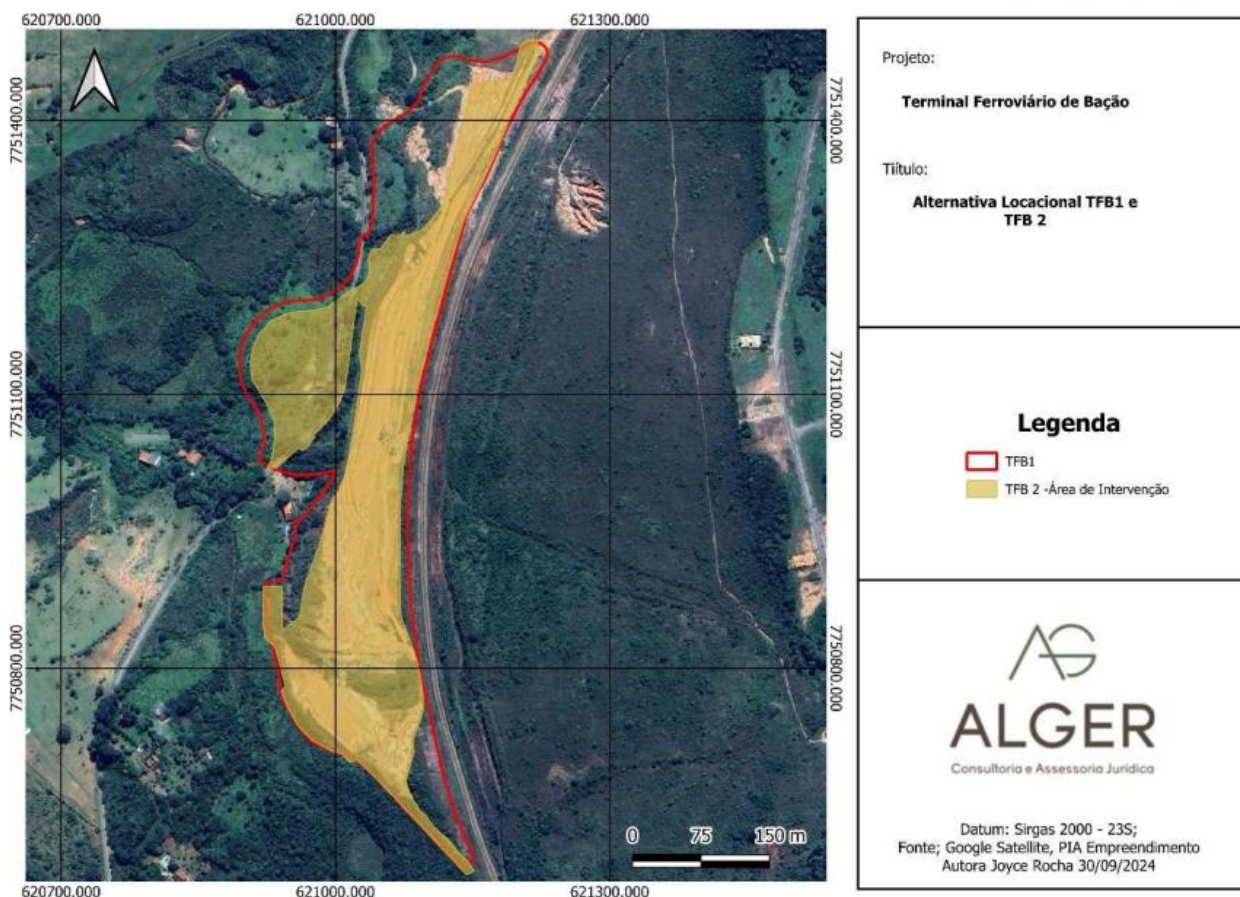 620700.000
621000.000
621300.000
7751400.000
7751400.000
7751100.000
7751100.000
7750800.000
7750800.000
0 75 150 m
620700.000
621000.000
621300.000
Projeto:
Terminal Ferroviário de Bação
Tiítulo:
Alternativa Locacional TFB1 e
TFB 2
Legenda
TFB1
TFB 2 -Área de Intervenção
AG
ALGER
Consultoria e Assessoria Jurídica
Datum: Sirgas 2000 - 23S;
Fonte; Google Satellite, PIA Empreendimento
Autora Joyce Rocha 30/09/2024